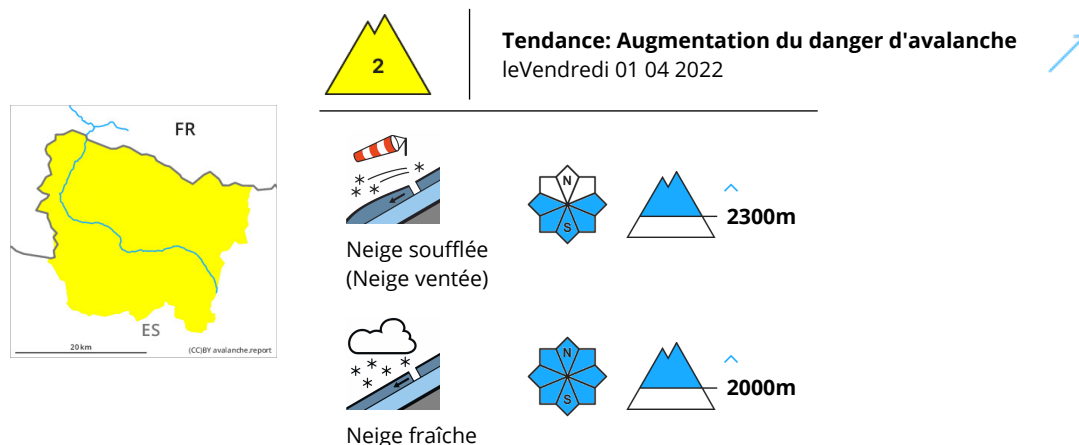 2
Tendance: Augmentation du danger d'avalanche
leVendredi 01 04 2022
FR
ES
20 km
(CC)BY avalanche.report
N
S
2300m
Neige soufflée
(Neige ventée)
N
S
2000m
Neige fraîche